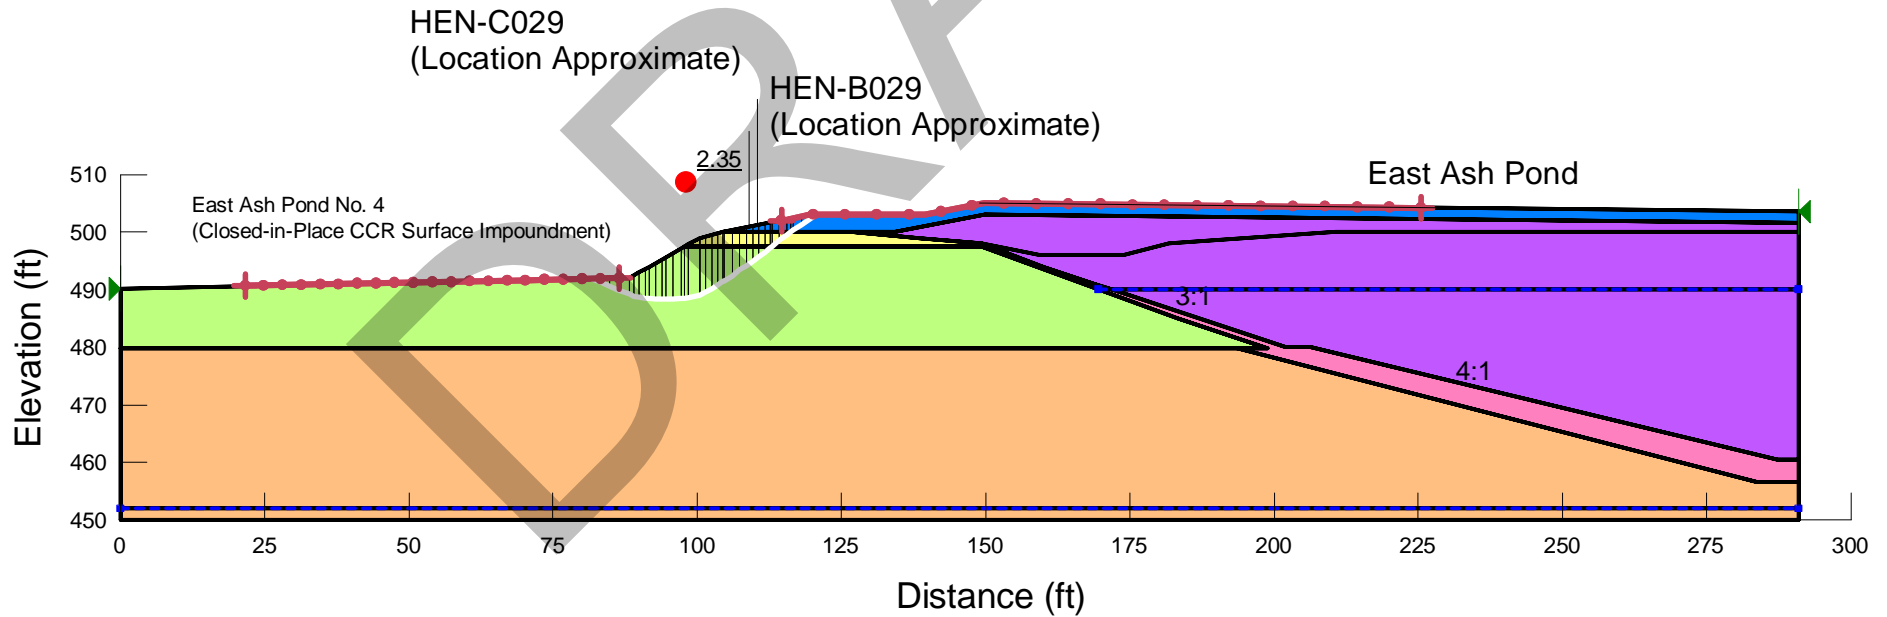 HEN-C029
(Location Approximate)
HEN-B029
(Location Approximate)
2.35
East Ash Pond
East Ash Pond No. 4
(Closed-in-Place CCR Surface Impoundment)
510
500
490
480
470
460
450
Elevation (ft)
3:1
4:1
0 25 50 75 100 125 150 175 200 225 250 275 300
Distance (ft)
DRA